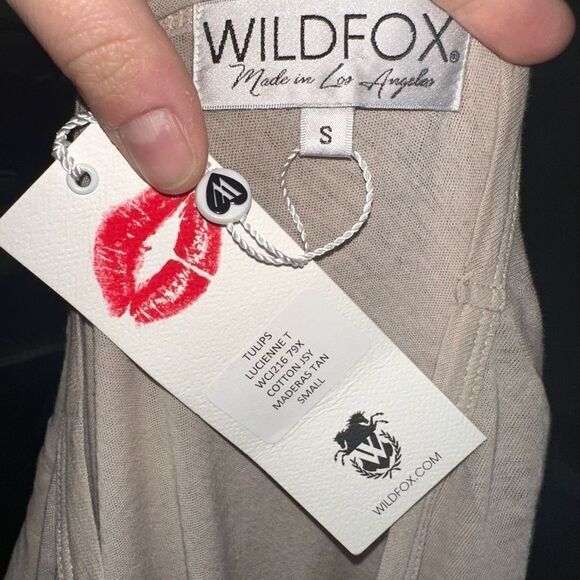 WILDFOX®
Made in Los Angeles
S
TULIPS
LUCIENNE T
WCJ216 79X
COTTON JSY
MADERAS TAN
SMALL
W
WILDFOX.COM